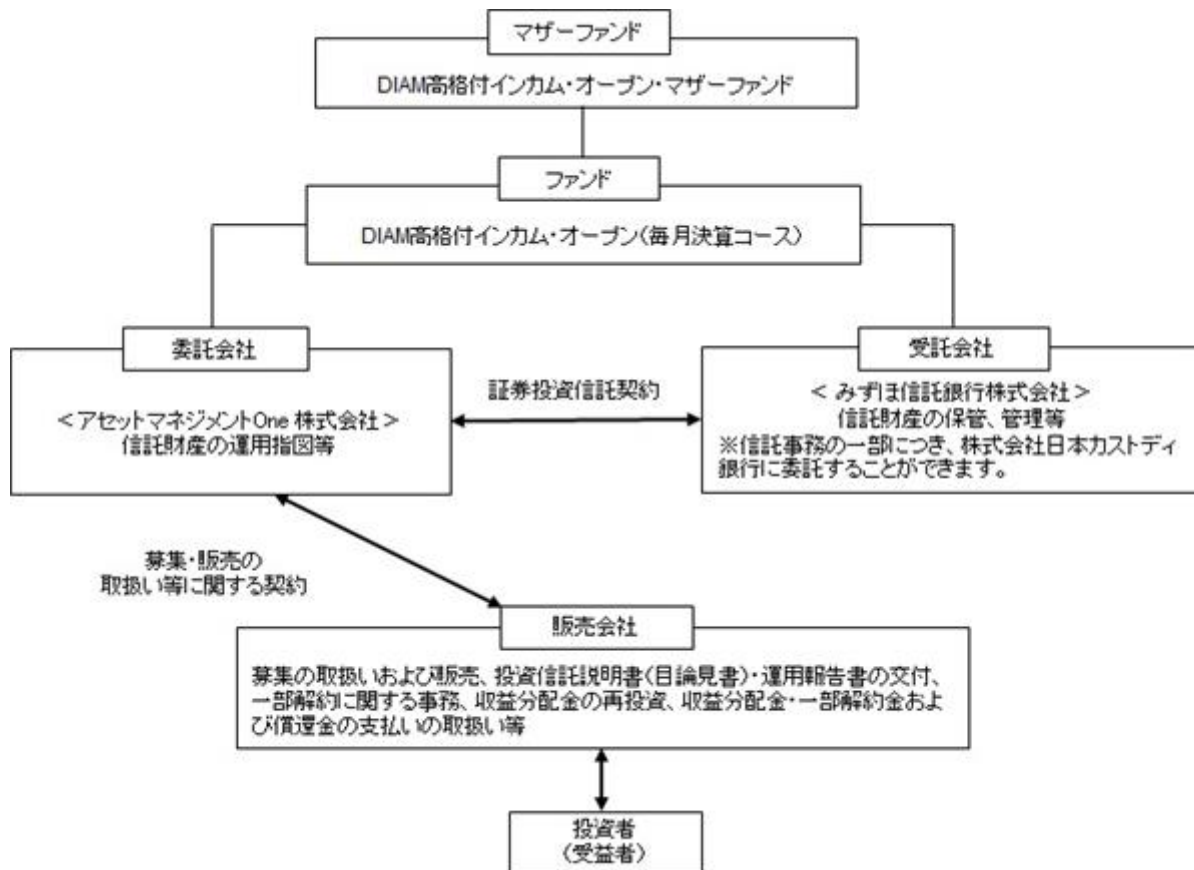 マザーファンド
DIAM高格付インカム・オープン・マザーファンド
ファンド
DIAM高格付インカム・オープン(毎月決算コース)
委託会社
<アセットマネジメントOne 株式会社>
信託財産の運用指図等
証券投資信託契約
受託会社
< みずほ信託銀行株式会社>
信託財産の保管、管理等
※信託事務の一部につき、株式会社日本カストディ
銀行に委託することができます。
募集・販売の
取扱い等に関する契約
販売会社
募集の取扱いおよび販売、投資信託説明書(目論見書)・運用報告書の交付、
一部解約に関する事務、収益分配金の再投資、収益分配金・一部解約金およ
び償還金の支払いの取扱い等
投資者
(受益者)